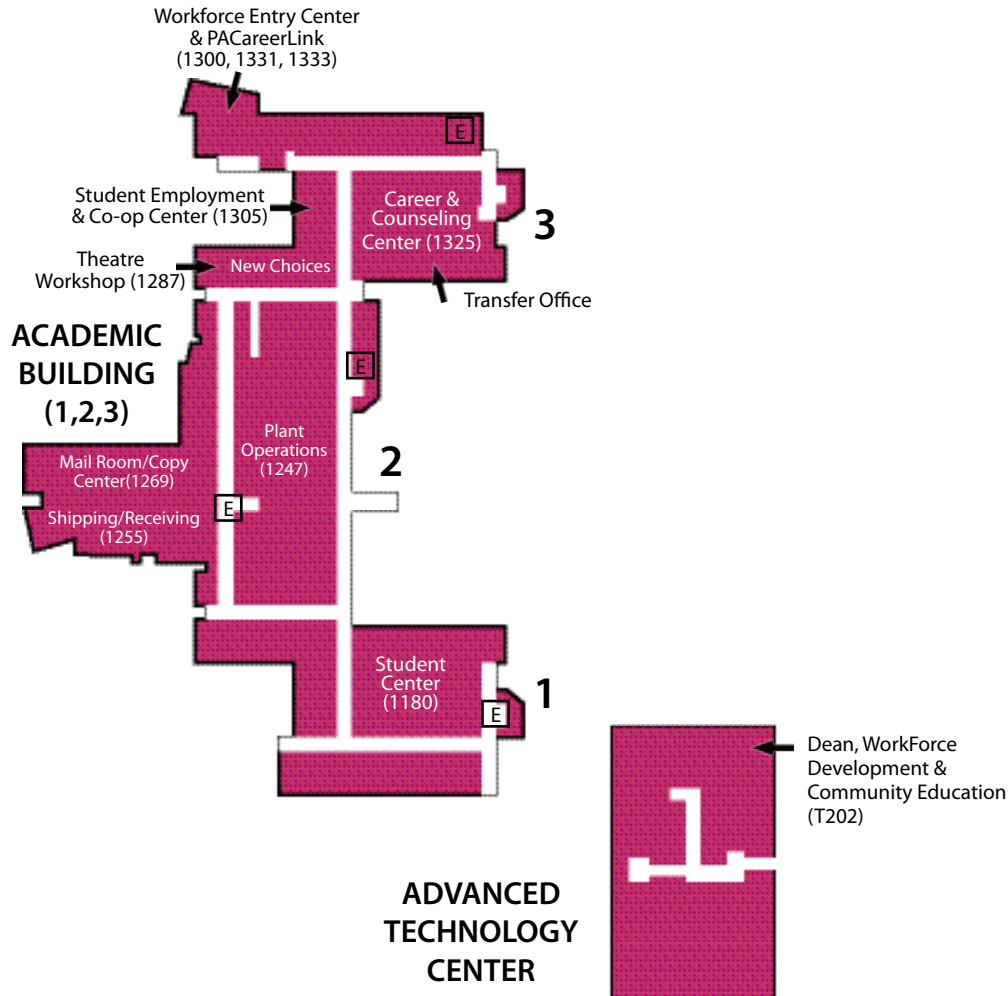 Workforce Entry Center
& PACareerLink
(1300, 1331, 1333)
E
Student Employment
& Co-op Center (1305)
Career &
Counseling
Center (1325)
3
Theatre
Workshop (1287)
New Choices
Transfer Office
ACADEMIC
BUILDING
(1,2,3)
E
Plant
Operations
(1247)
2
Mail Room/Copy
Center(1269)
E
Shipping/Receiving
(1255)
Student
Center
(1180)
1
E
Dean, WorkForce
Development &
Community Education
(T202)
ADVANCED
TECHNOLOGY
CENTER